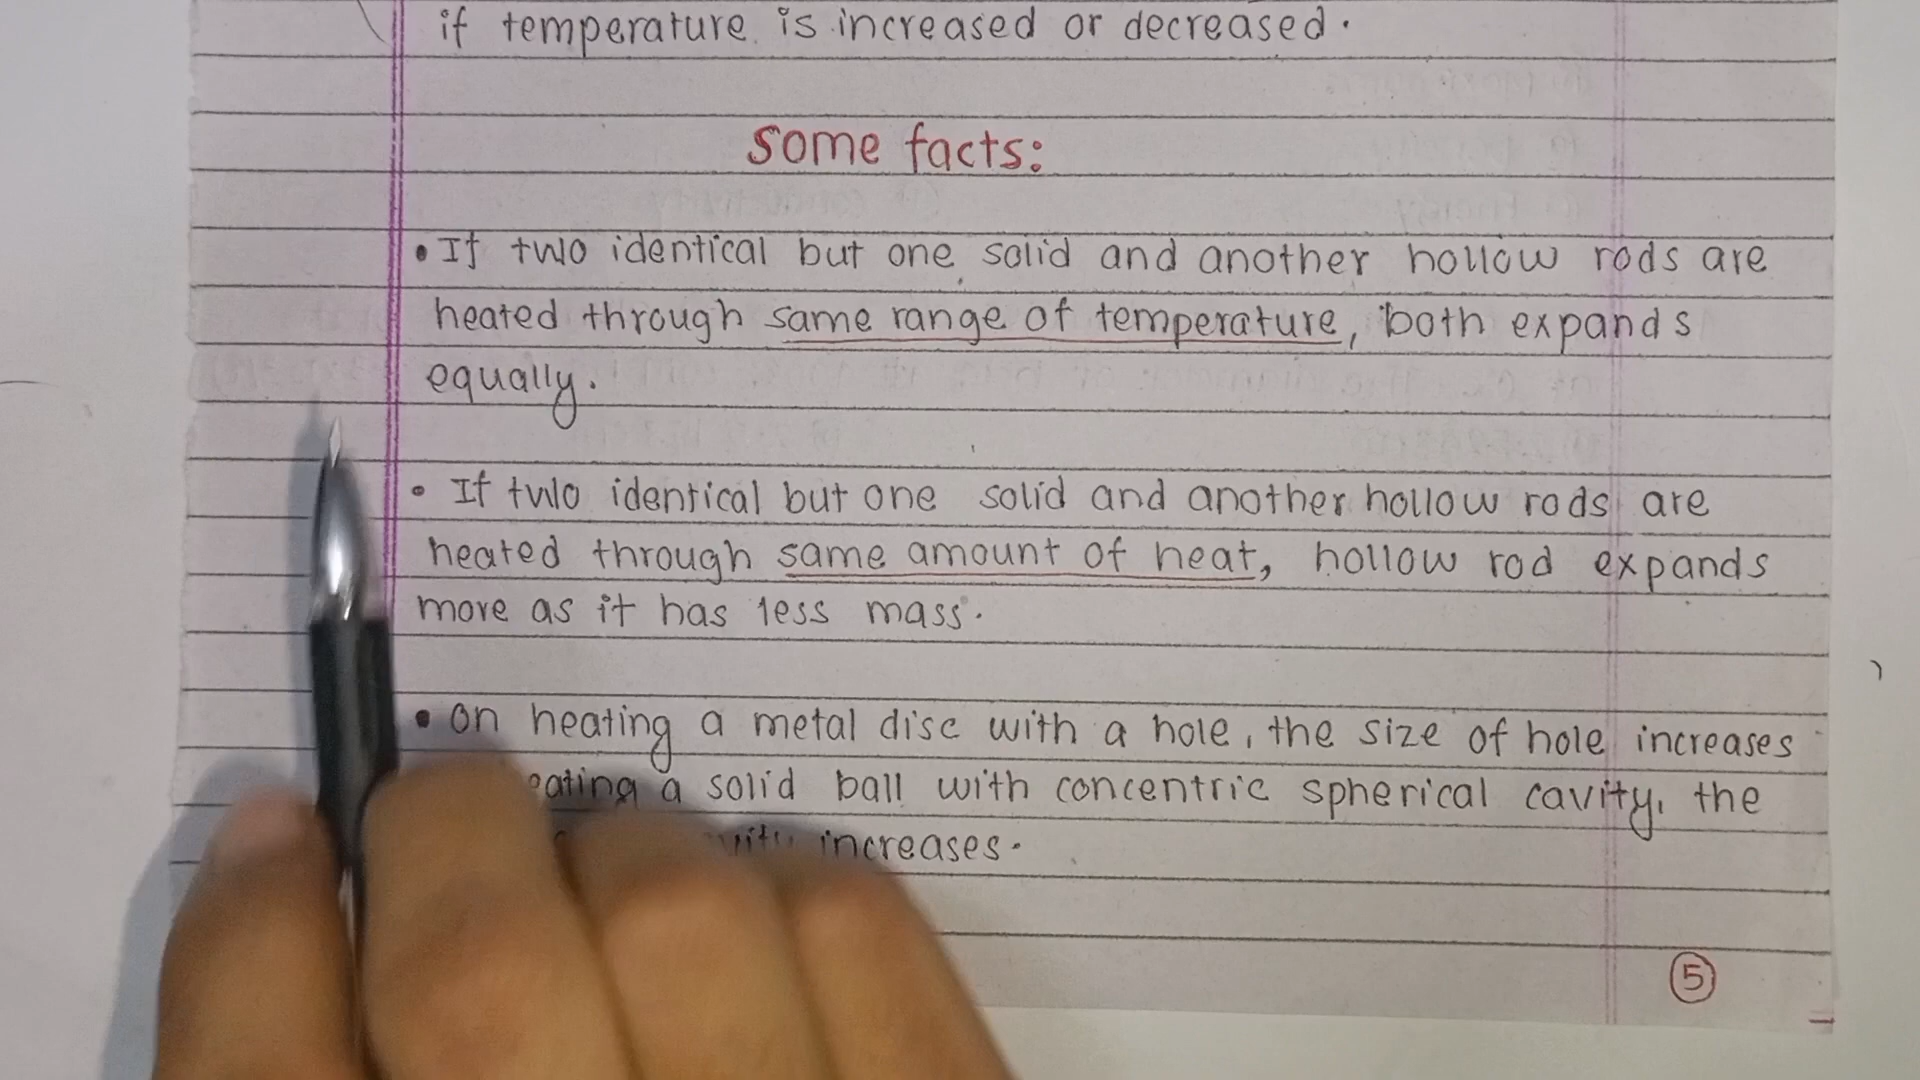 if temperature is increased or decreased.
some facts:
• If two identical but one solid and another hollow rods are
heated through same range of temperature, both expands
equally.
• If two identical but one solid and another hollow rods are
heated through same amount of heat, hollow rod expands
more as it has less mass.
• on heating a metal disc with a hole, the size of hole increases
a solid ball with concentric spherical cavity, the
increases.
5